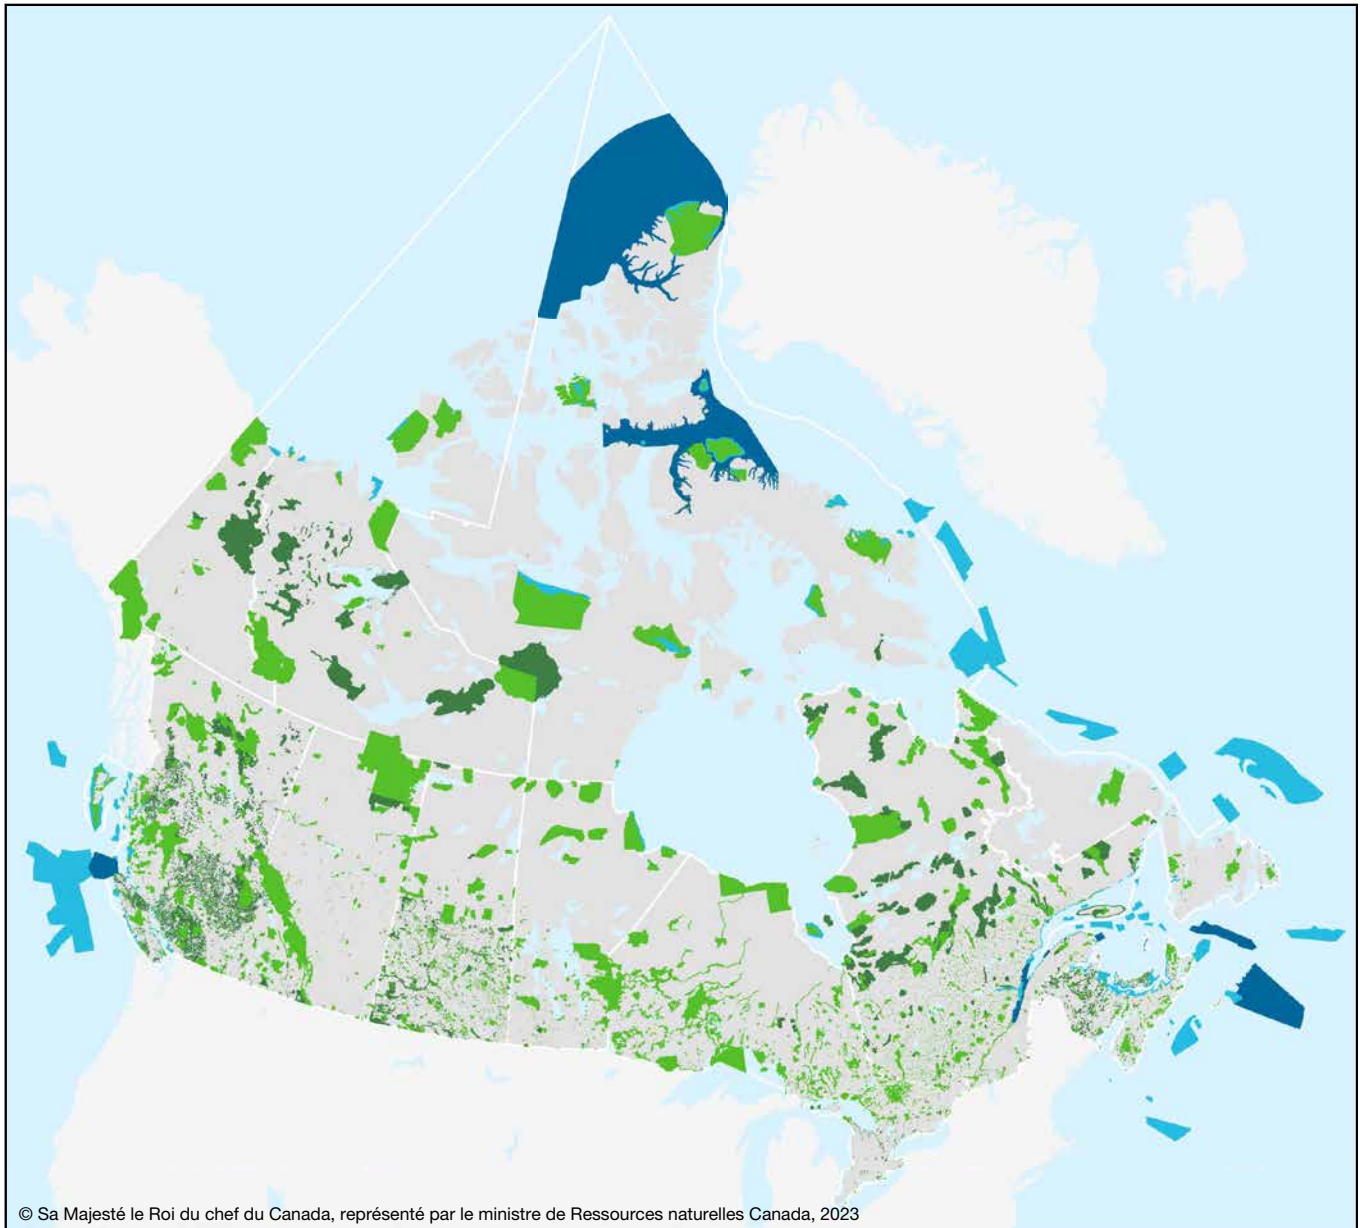 © Sa Majesté le Roi du chef du Canada, représenté par le ministre de Ressources naturelles Canada, 2023